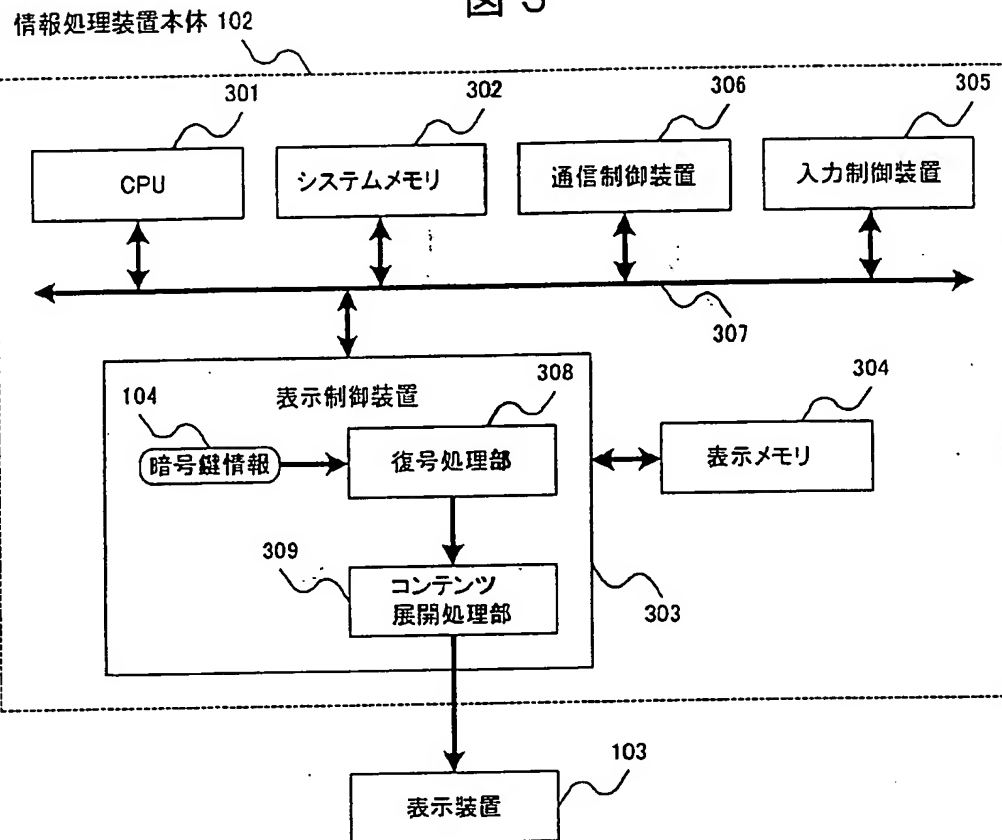 図3
情報処理装置本体 102
301
302
306
305
CPU
システムメモリ
通信制御装置
入力制御装置
307
表示制御装置
104
308
304
暗号鍵情報
復号処理部
表示メモリ
309
コンテンツ
展開処理部
303
103
表示装置